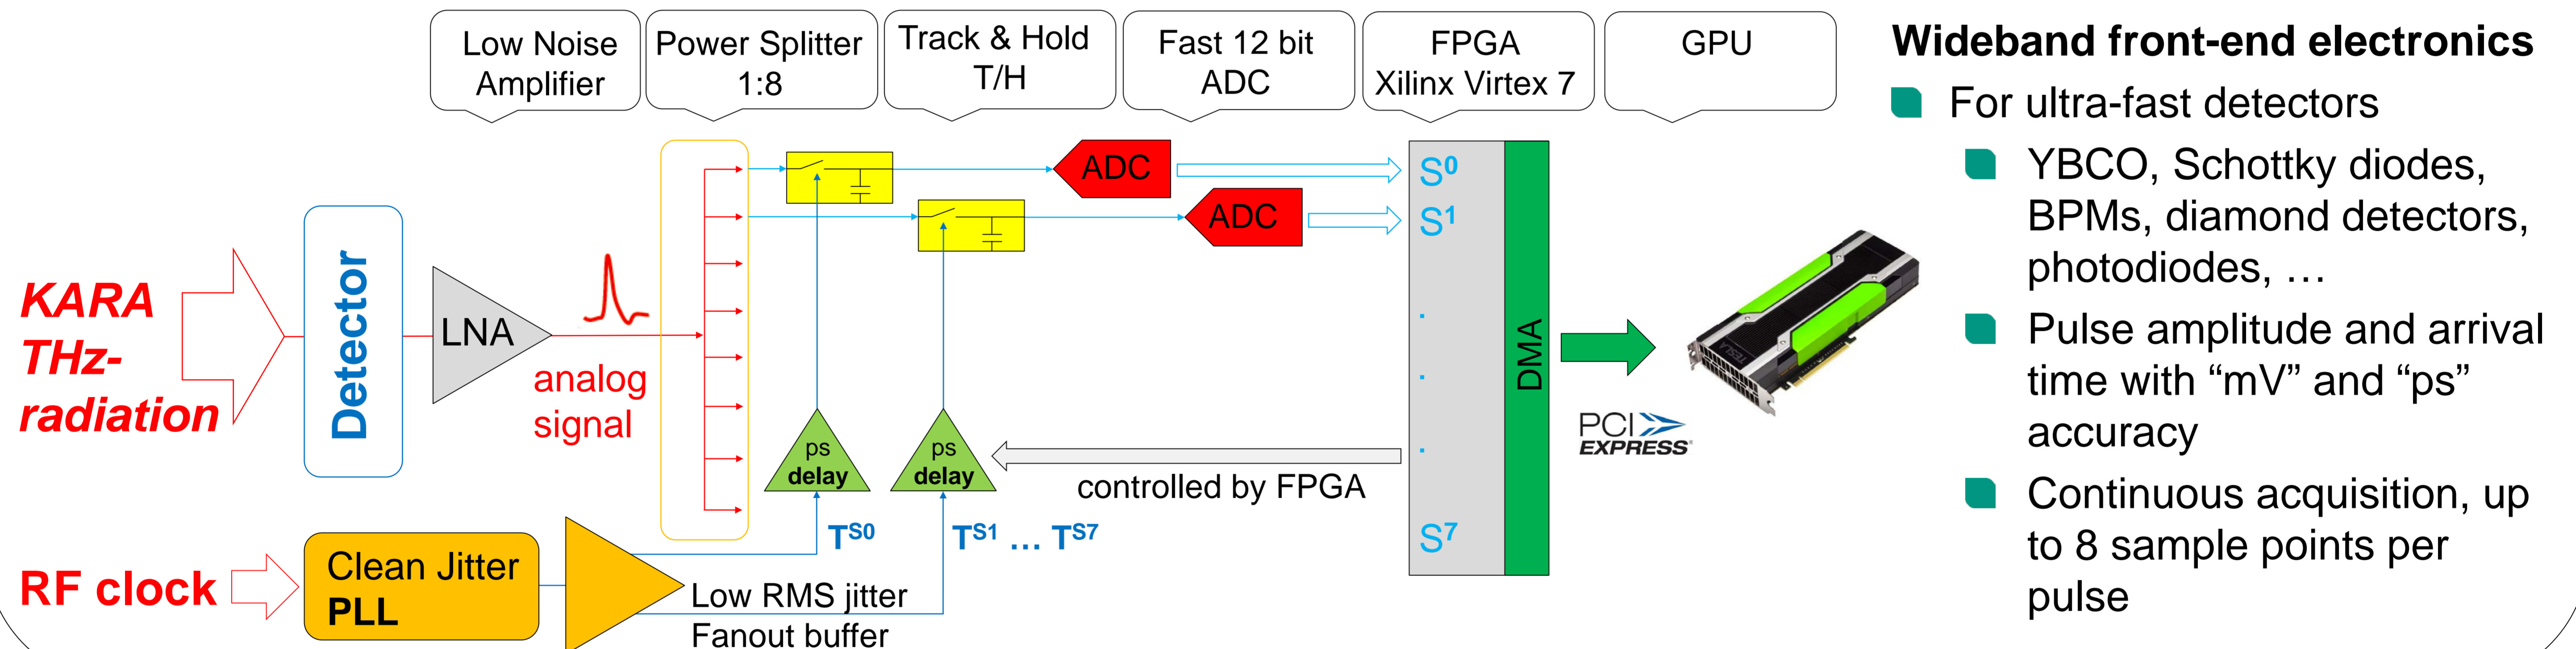 Low Noise
Amplifier
Power Splitter
1:8
Track & Hold
T/H
Fast 12 bit
ADC
FPGA
Xilinx Virtex 7
GPU
KARA
THz-
radiation
Detector
LNA
analog
signal
ADC
ADC
S0
S1
.
.
.
.
S7
DMA
TESLA
PCI
EXPRESS®
ps
delay
ps
delay
controlled by FPGA
TS0
TS1 ... TS7
RF clock
Clean Jitter
PLL
Low RMS jitter
Fanout buffer
Wideband front-end electronics
For ultra-fast detectors
YBCO, Schottky diodes,
BPMs, diamond detectors,
photodiodes, …
Pulse amplitude and arrival
time with “mV” and “ps”
accuracy
Continuous acquisition, up
to 8 sample points per
pulse